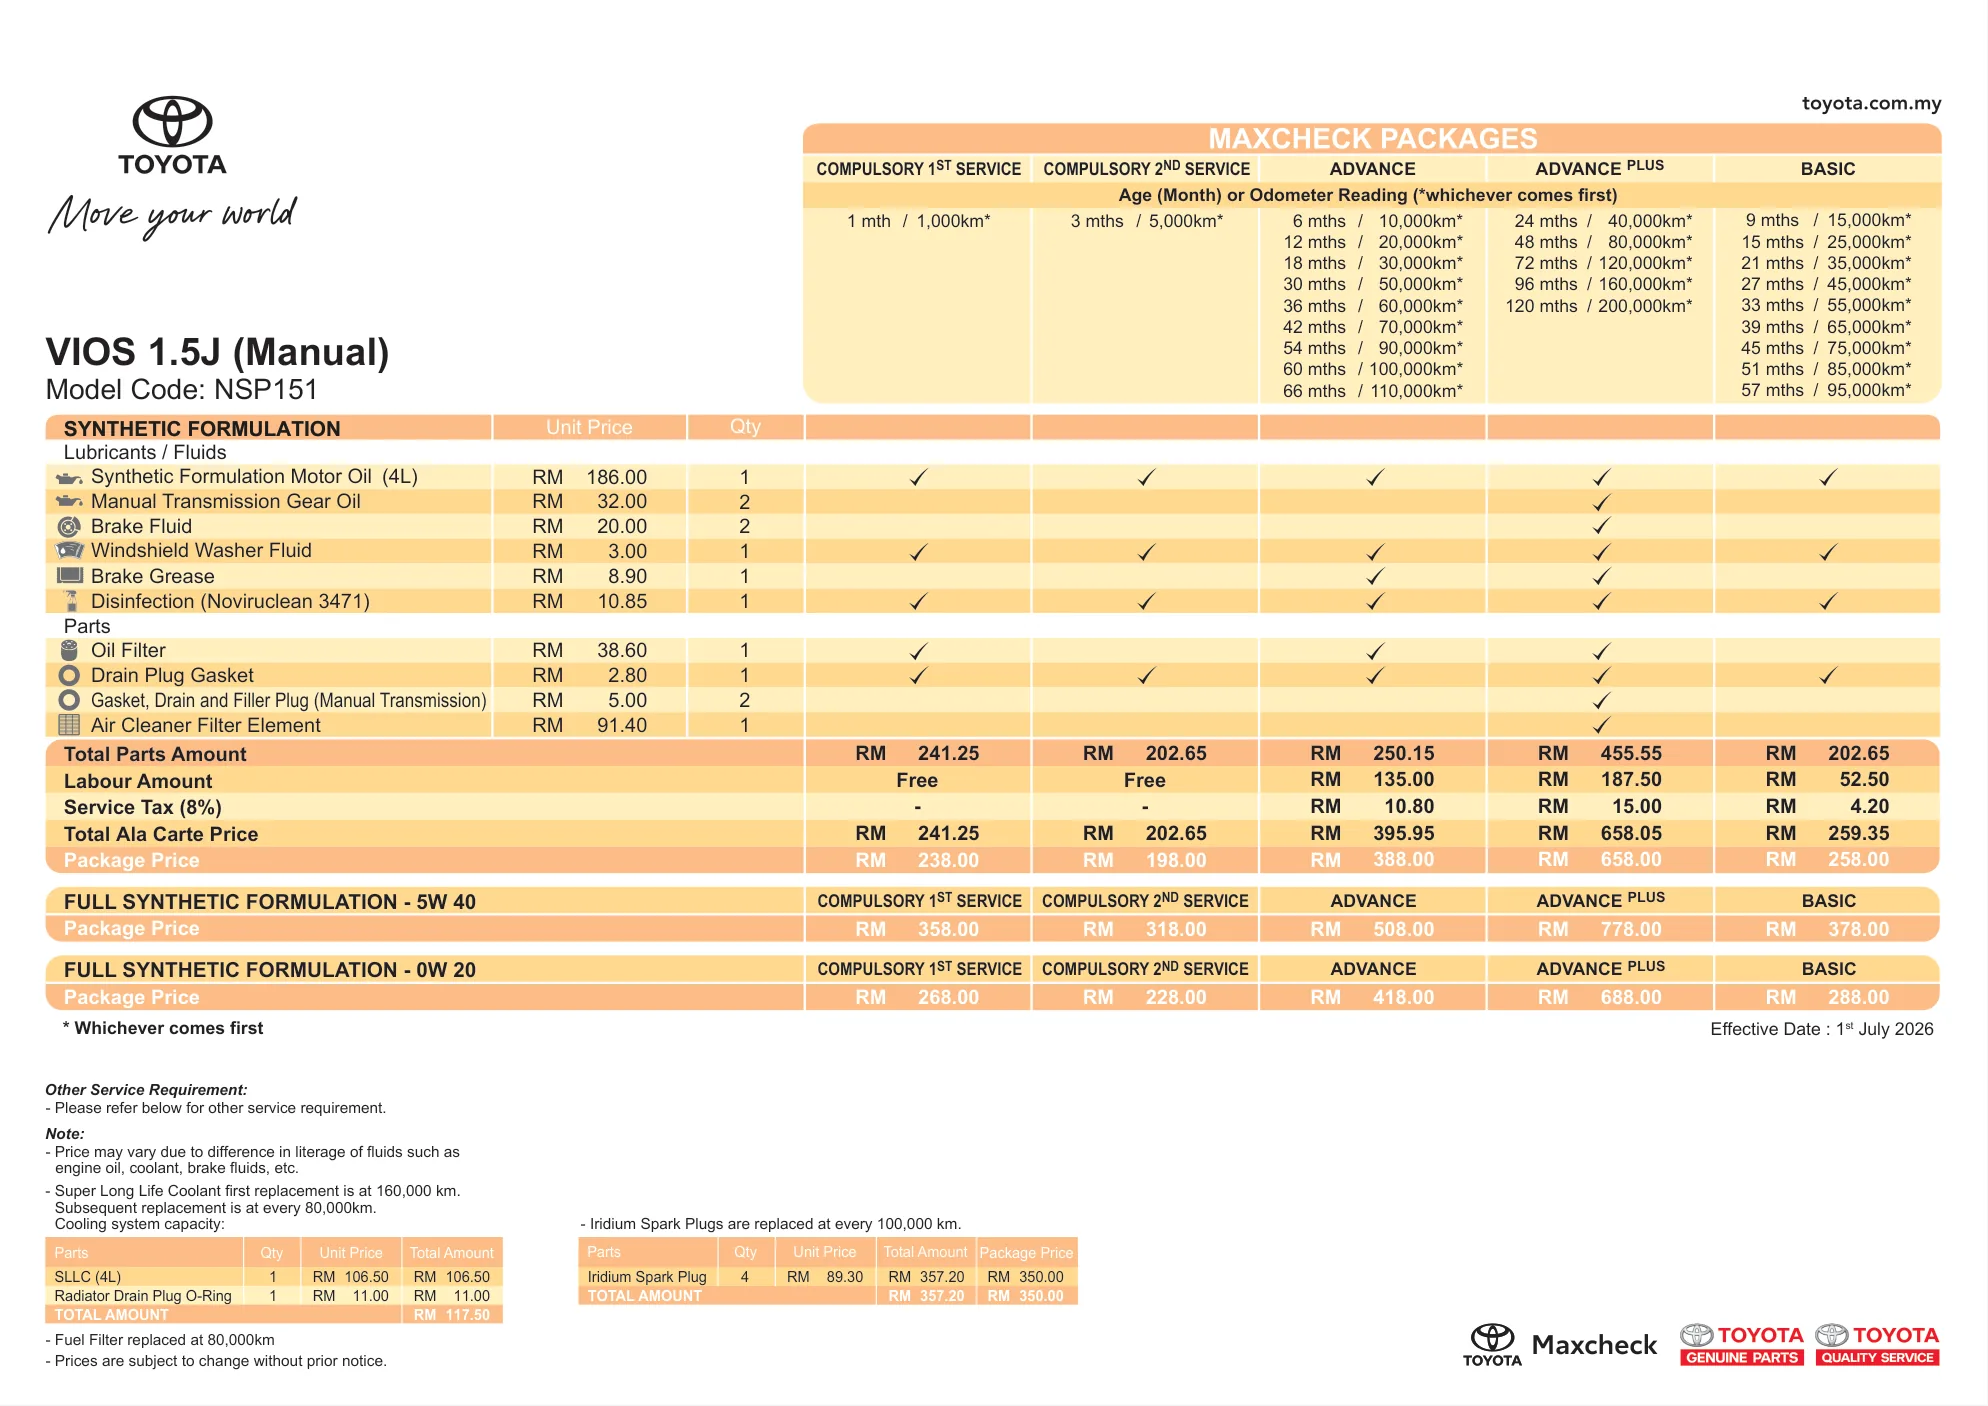 toyota.com.my
TOYOTA
Move your world
MAXCHECK PACKAGES
COMPULSORY 1ST SERVICE COMPULSORY 2ND SERVICE ADVANCE ADVANCE PLUS BASIC
Age (Month) or Odometer Reading (*whichever comes first)
1 mth / 1,000km* 3 mths / 5,000km* 6 mths / 10,000km* 24 mths / 40,000km* 9 mths / 15,000km*
12 mths / 20,000km* 48 mths / 80,000km* 15 mths / 25,000km*
18 mths / 30,000km* 72 mths / 120,000km* 21 mths / 35,000km*
30 mths / 50,000km* 96 mths / 160,000km* 27 mths / 45,000km*
36 mths / 60,000km* 120 mths / 200,000km* 33 mths / 55,000km*
42 mths / 70,000km* 39 mths / 65,000km*
54 mths / 90,000km* 45 mths / 75,000km*
60 mths / 100,000km* 51 mths / 85,000km*
66 mths / 110,000km* 57 mths / 95,000km*
VIOS 1.5J (Manual)
Model Code: NSP151
SYNTHETIC FORMULATION Unit Price Qty
Lubricants / Fluids
Synthetic Formulation Motor Oil (4L) RM 186.00 1 ✓ ✓ ✓ ✓ ✓
Manual Transmission Gear Oil RM 32.00 2 ✓
Brake Fluid RM 20.00 2 ✓
Windshield Washer Fluid RM 3.00 1 ✓ ✓ ✓ ✓ ✓
Brake Grease RM 8.90 1 ✓ ✓
Disinfection (Noviruclean 3471) RM 10.85 1 ✓ ✓ ✓ ✓ ✓
Parts
Oil Filter RM 38.60 1 ✓ ✓ ✓
Drain Plug Gasket RM 2.80 1 ✓ ✓ ✓ ✓ ✓
Gasket, Drain and Filler Plug (Manual Transmission) RM 5.00 2 ✓
Air Cleaner Filter Element RM 91.40 1 ✓
Total Parts Amount RM 241.25 RM 202.65 RM 250.15 RM 455.55 RM 202.65
Labour Amount Free Free RM 135.00 RM 187.50 RM 52.50
Service Tax (8%) - - RM 10.80 RM 15.00 RM 4.20
Total Ala Carte Price RM 241.25 RM 202.65 RM 395.95 RM 658.05 RM 259.35
Package Price RM 238.00 RM 198.00 RM 388.00 RM 658.00 RM 258.00
FULL SYNTHETIC FORMULATION - 5W 40 COMPULSORY 1ST SERVICE COMPULSORY 2ND SERVICE ADVANCE ADVANCE PLUS BASIC
Package Price RM 358.00 RM 318.00 RM 508.00 RM 778.00 RM 378.00
FULL SYNTHETIC FORMULATION - 0W 20 COMPULSORY 1ST SERVICE COMPULSORY 2ND SERVICE ADVANCE ADVANCE PLUS BASIC
Package Price RM 268.00 RM 228.00 RM 418.00 RM 688.00 RM 288.00
* Whichever comes first
Effective Date : 1st July 2026
Other Service Requirement:
- Please refer below for other service requirement.
Note:
- Price may vary due to difference in literage of fluids such as
engine oil, coolant, brake fluids, etc.
- Super Long Life Coolant first replacement is at 160,000 km.
Subsequent replacement is at every 80,000km.
Cooling system capacity:
Parts Qty Unit Price Total Amount
SLLC (4L) 1 RM 106.50 RM 106.50
Radiator Drain Plug O-Ring 1 RM 11.00 RM 11.00
TOTAL AMOUNT RM 117.50
- Fuel Filter replaced at 80,000km
- Prices are subject to change without prior notice.
- Iridium Spark Plugs are replaced at every 100,000 km.
Parts Qty Unit Price Total Amount Package Price
Iridium Spark Plug 4 RM 89.30 RM 357.20 RM 350.00
TOTAL AMOUNT RM 357.20 RM 350.00
TOYOTA
Maxcheck
TOYOTA
GENUINE PARTS
TOYOTA
QUALITY SERVICE